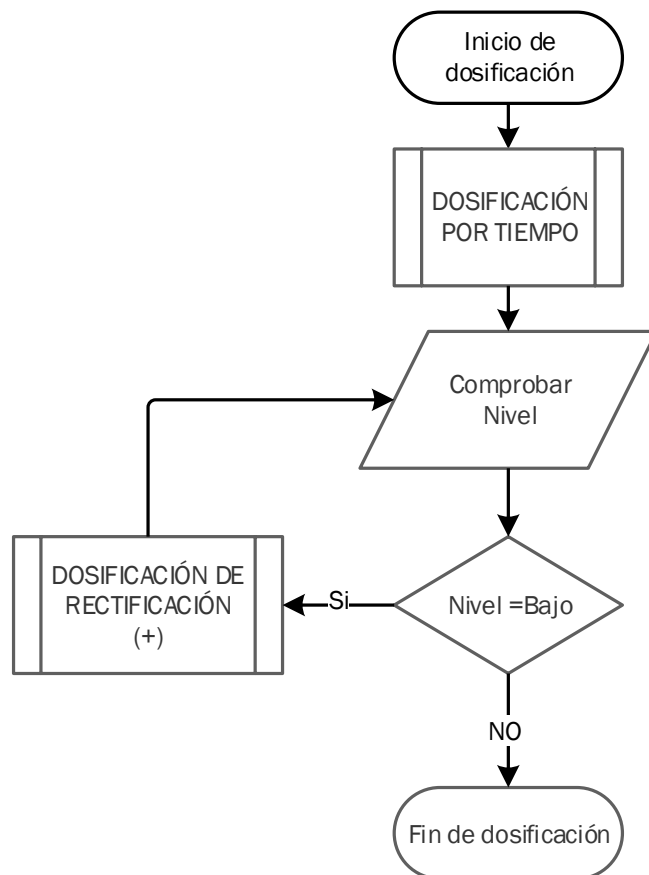 Inicio de
dosificación
DOSIFICACIÓN
POR TIEMPO
Comprobar
Nivel
DOSIFICACIÓN DE
RECTIFICACIÓN
(+)
Si
Nivel =Bajo
NO
Fin de dosificación